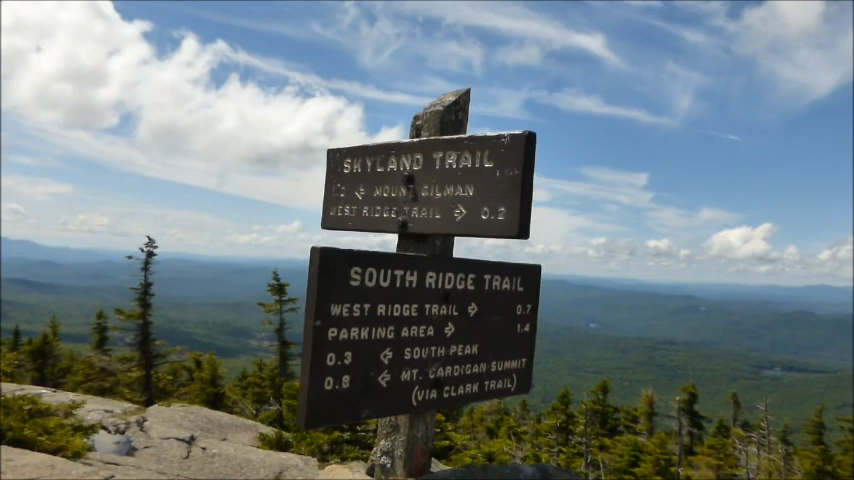 SKYLAND TRAIL
← MOUNT GILMAN
WEST RIDGE TRAIL → 0.2
SOUTH RIDGE TRAIL
WEST RIDGE TRAIL → 0.7
PARKING AREA → 1.4
0.3 ← SOUTH PEAK
0.8 ← MT. CARDIGAN SUMMIT
(VIA CLARK TRAIL)